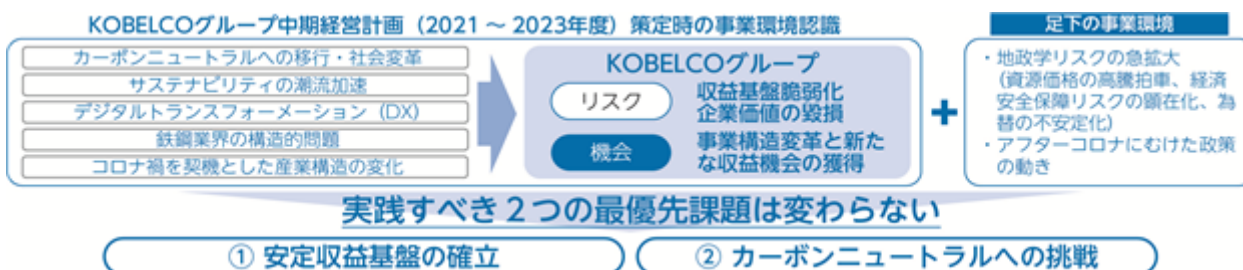 KOBELCOグループ中期経営計画（2021 ～ 2023年度）策定時の事業環境認識
カーボンニュートラルへの移行・社会変革
サステナビリティの潮流加速
デジタルトランスフォーメーション（DX）
鉄鋼業界の構造的問題
コロナ禍を契機とした産業構造の変化
KOBELCOグループ
リスク
収益基盤脆弱化
企業価値の毀損
機会
事業構造変革と新た
な収益機会の獲得
+
足下の事業環境
・地政学リスクの急拡大
（資源価格の高騰拍車、経済
安全保障リスクの顕在化、為
替の不安定化）
・アフターコロナにむけた政策
の動き
実践すべき２つの最優先課題は変わらない
① 安定収益基盤の確立
② カーボンニュートラルへの挑戦